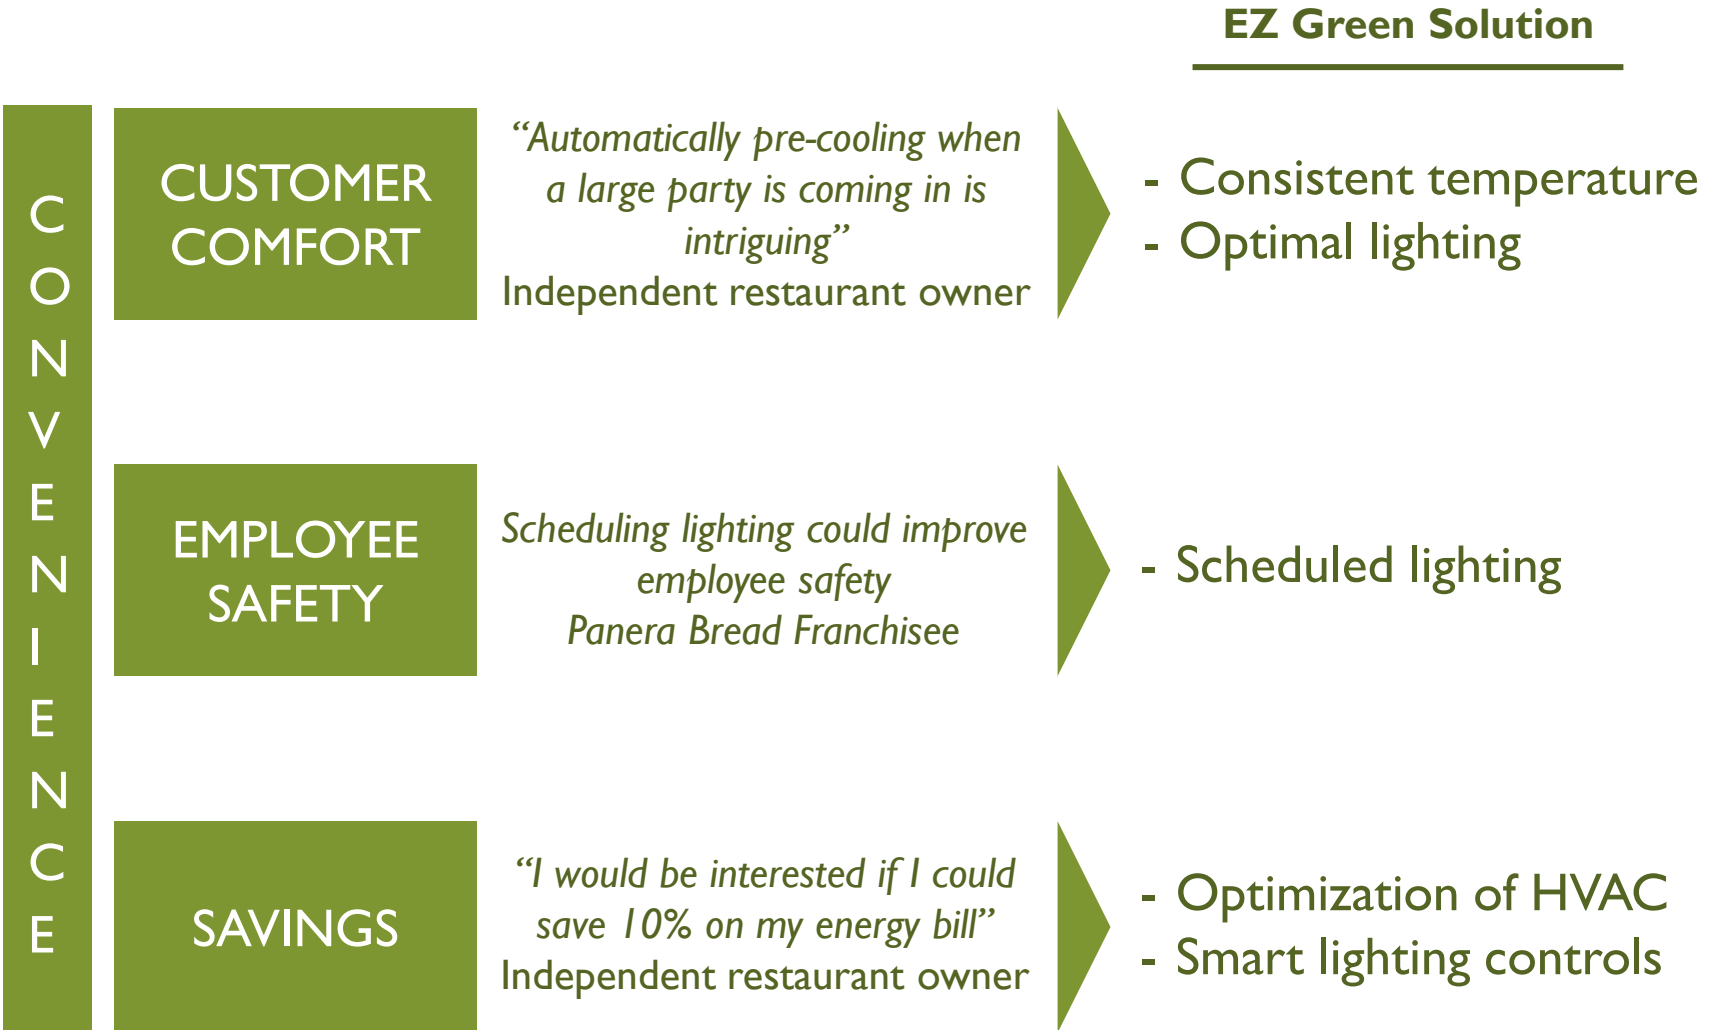 EZ Green Solution
CONVENIENCE
CUSTOMER
COMFORT
“Automatically pre-cooling when
a large party is coming in is
intriguing”
Independent restaurant owner
- Consistent temperature
- Optimal lighting
EMPLOYEE
SAFETY
Scheduling lighting could improve
employee safety
Panera Bread Franchisee
- Scheduled lighting
SAVINGS
“I would be interested if I could
save 10% on my energy bill”
Independent restaurant owner
- Optimization of HVAC
- Smart lighting controls